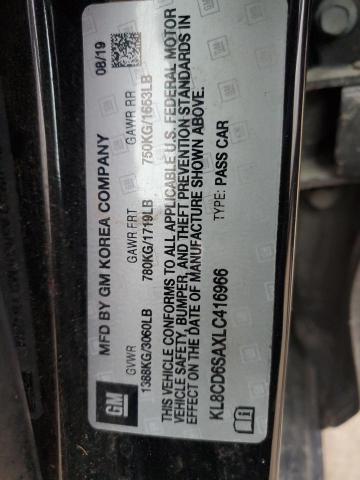 GM
MFD BY GM KOREA COMPANY 08/19
GVWR GAWR FRT GAWR RR
1388KG/3060LB 780KG/1719LB 750KG/1653LB
THIS VEHICLE CONFORMS TO ALL APPLICABLE U.S. FEDERAL MOTOR
VEHICLE SAFETY, BUMPER, AND THEFT PREVENTION STANDARDS IN
EFFECT ON THE DATE OF MANUFACTURE SHOWN ABOVE.
KL8CD6SAXLC416966 TYPE: PASS CAR